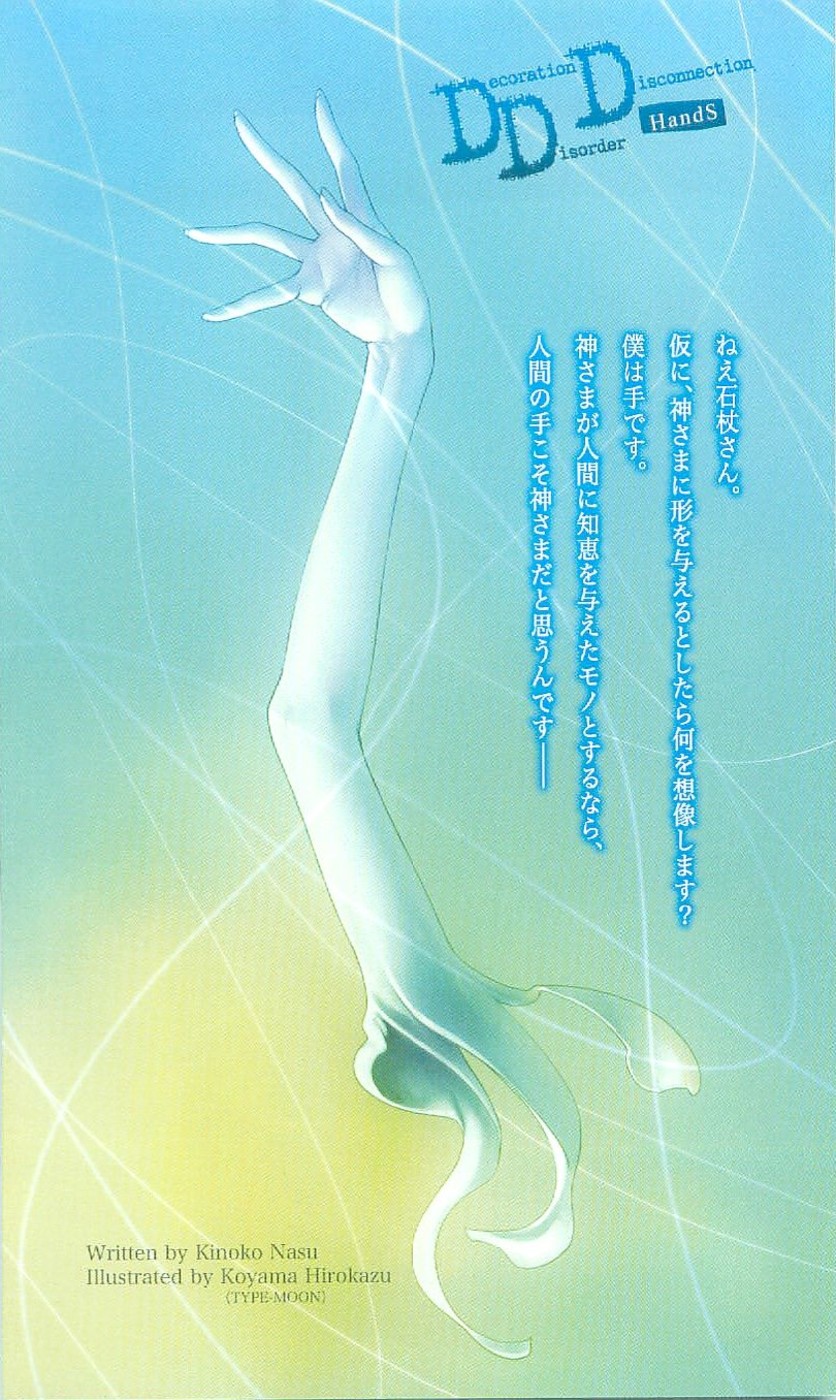 Decoration Disconnection
Disorder
HandS
ねえ石杖さん。
仮に、神さまに形を与えるとしたら何を想像します?
僕は手です。
神さまが人間に知恵を与えたモノとするなら、
人間の手こそ神さまだと思うんです――
Written by Kinoko Nasu
Illustrated by Koyama Hirokazu
(TYPE-MOON)